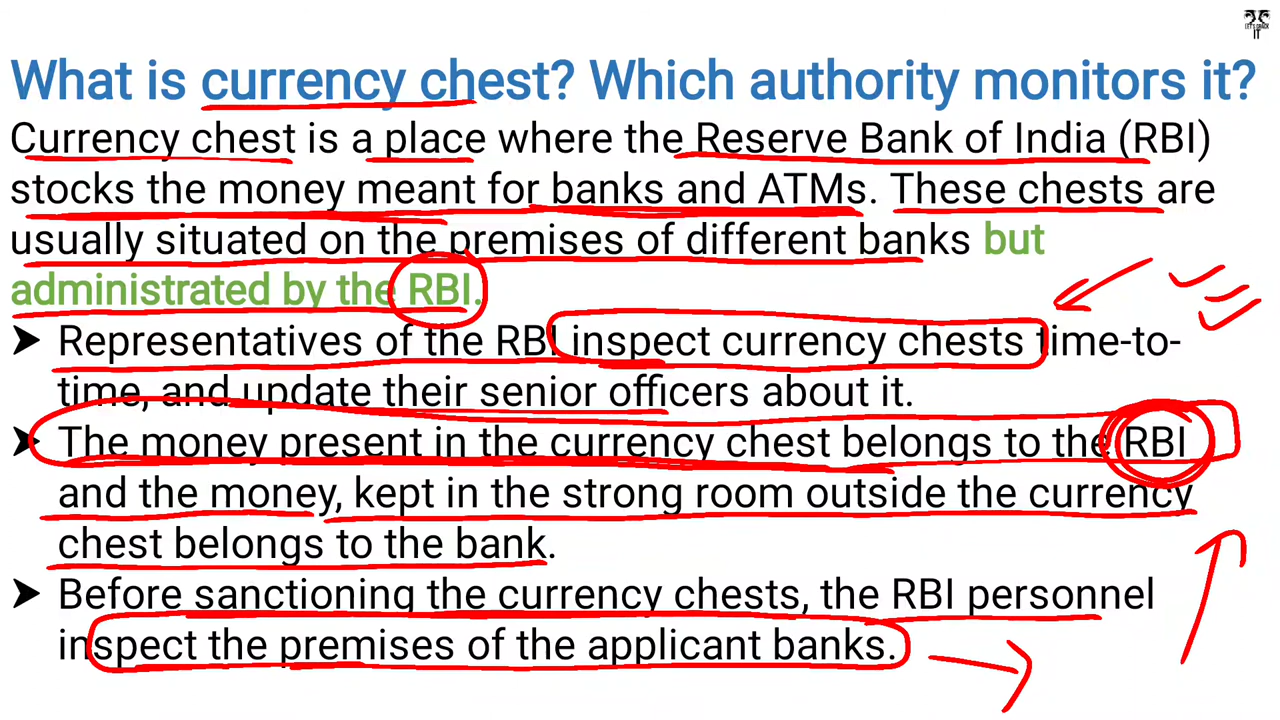 LET'S CRACK
IT
What is currency chest? Which authority monitors it?
Currency chest is a place where the Reserve Bank of India (RBI)
stocks the money meant for banks and ATMs. These chests are
usually situated on the premises of different banks but
administrated by the RBI.
➤ Representatives of the RBI inspect currency chests time-to-
time, and update their senior officers about it.
➤ The money present in the currency chest belongs to the RBI
and the money, kept in the strong room outside the currency
chest belongs to the bank.
➤ Before sanctioning the currency chests, the RBI personnel
inspect the premises of the applicant banks.